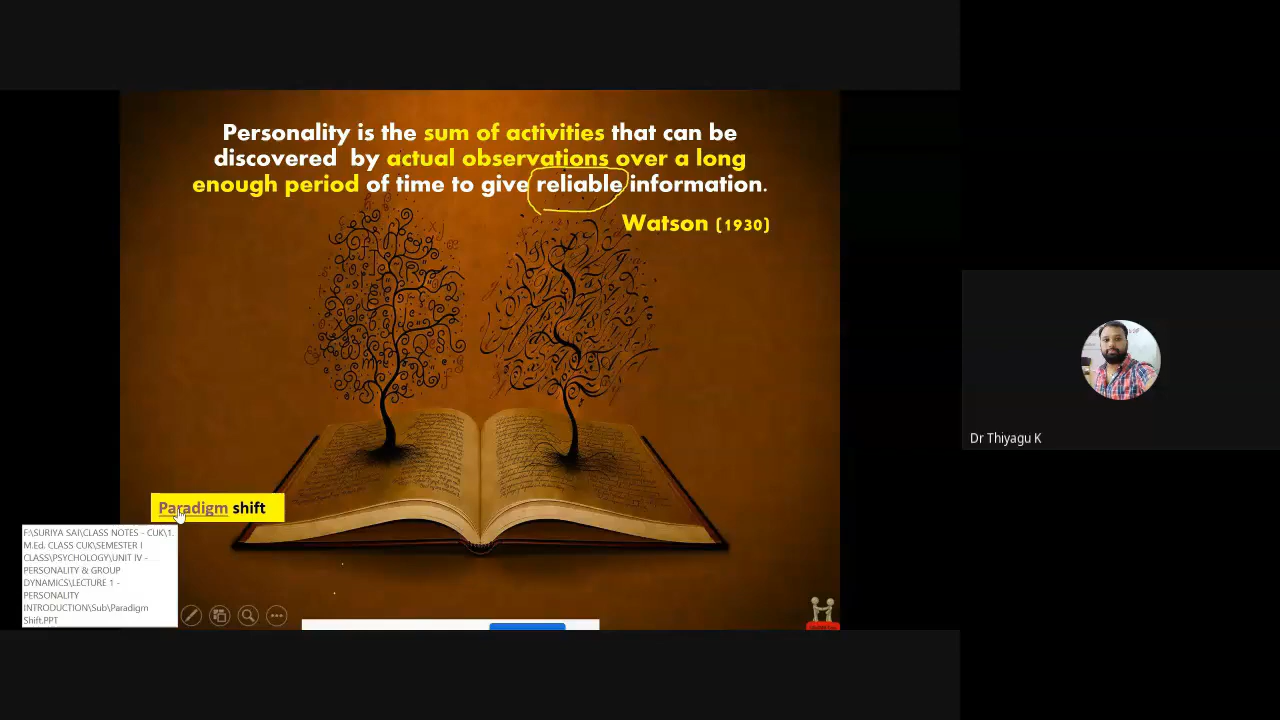 Personality is the sum of activities that can be
discovered by actual observations over a long
enough period of time to give reliable information.
Watson (1930)
Paradigm shift
F:\SURIYA SAI\CLASS NOTES - CUK\1.
M.Ed. CLASS CUK\SEMESTER I
CLASS\PSYCHOLOGY\UNIT IV -
PERSONALITY & GROUP
DYNAMICS\LECTURE 1 -
PERSONALITY
INTRODUCTION\Sub\Paradigm
Shift.PPT
Dr Thiyagu K